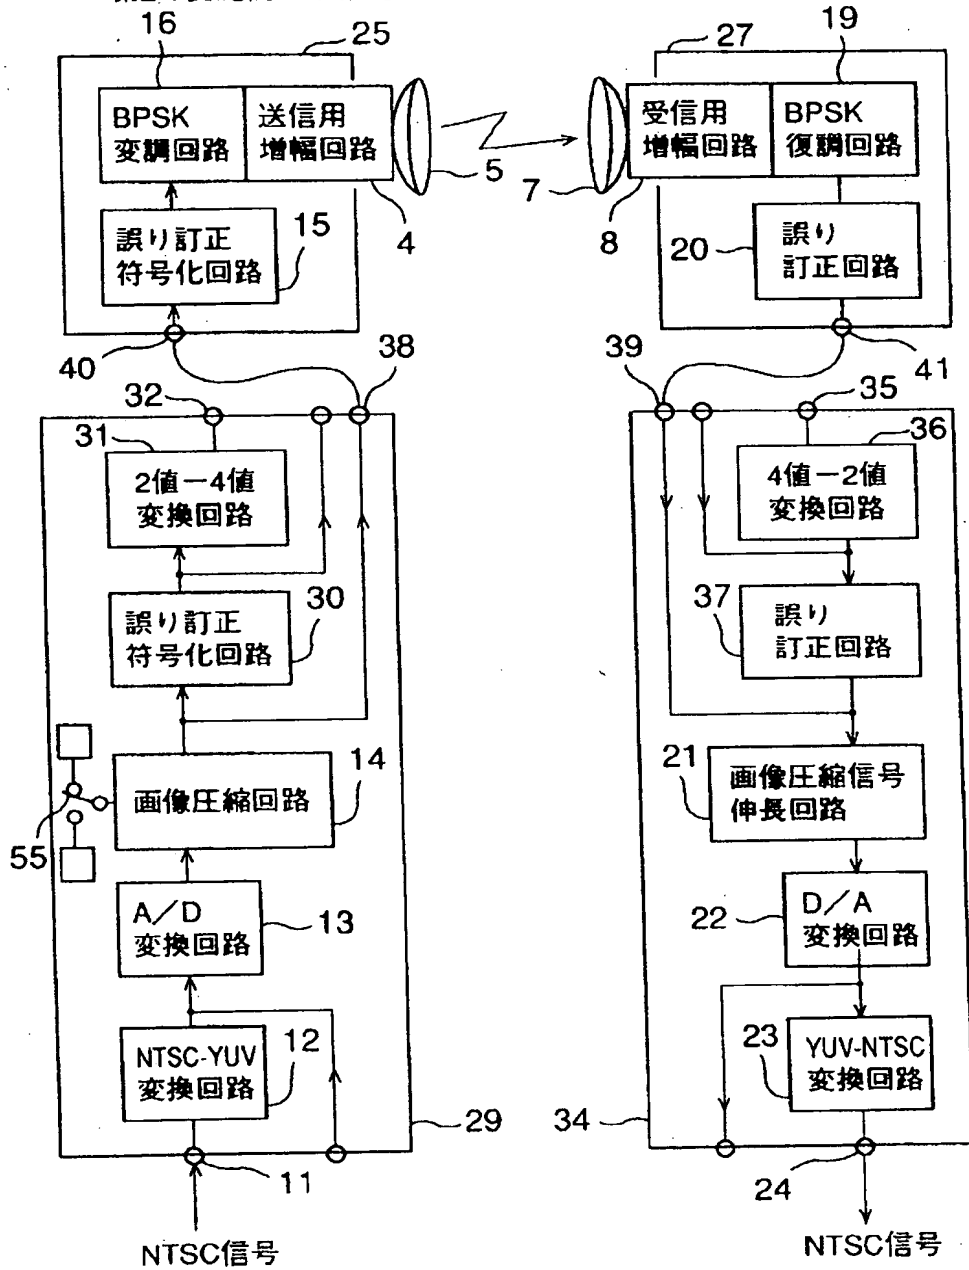 16
25
27
19
BPSK
変調回路
送信用
増幅回路
受信用
増幅回路
BPSK
復調回路
5
7
4
8
誤り訂正
符号化回路
15
20
誤り
訂正回路
40
38
39
41
32
35
31
36
2値ー4値
変換回路
4値ー2値
変換回路
30
37
誤り訂正
符号化回路
誤り
訂正回路
14
21
画像圧縮回路
画像圧縮信号
伸長回路
55
A/D
変換回路
13
22
D/A
変換回路
12
23
NTSC-YUV
変換回路
YUV-NTSC
変換回路
29
34
11
24
NTSC信号
NTSC信号